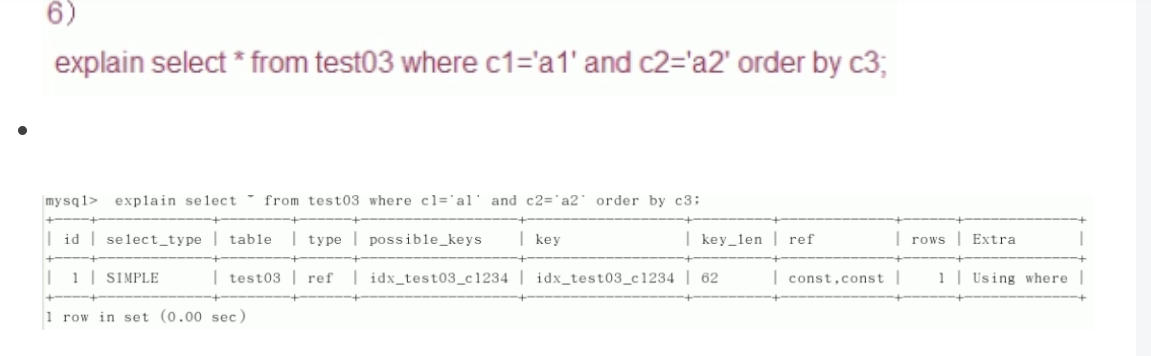 6)
explain select * from test03 where c1='a1' and c2='a2' order by c3;
mysql> explain select * from test03 where c1='a1' and c2='a2' order by c3;
+----+-------------+--------+------+------------------+------------------+---------+-------------+------+-------------+
| id | select_type | table | type | possible_keys | key | key_len | ref | rows | Extra |
+----+-------------+--------+------+------------------+------------------+---------+-------------+------+-------------+
| 1 | SIMPLE | test03 | ref | idx_test03_c1234 | idx_test03_c1234 | 62 | const,const | 1 | Using where |
+----+-------------+--------+------+------------------+------------------+---------+-------------+------+-------------+
1 row in set (0.00 sec)